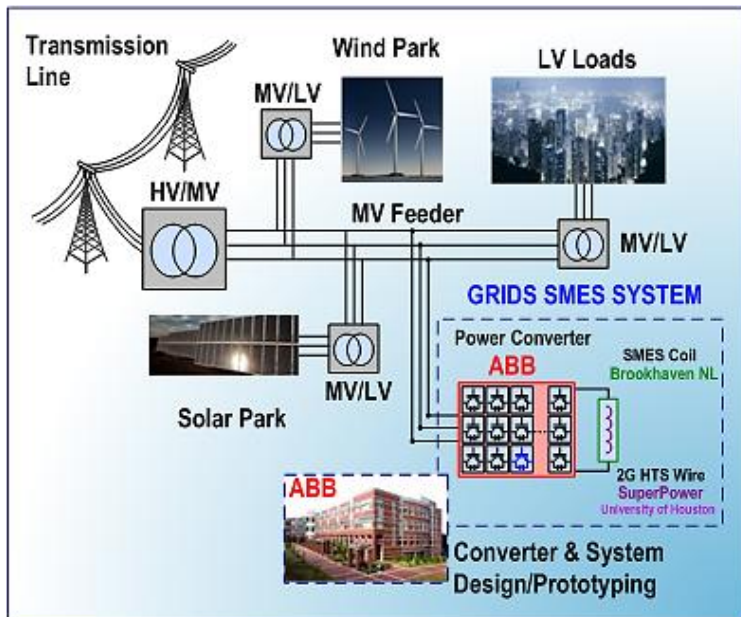 Transmission
Line
Wind Park
LV Loads
MV/LV
HV/MV
MV Feeder
MV/LV
GRIDS SMES SYSTEM
Solar Park
MV/LV
Power Converter
ABB
SMES Coil
Brookhaven NL
2G HTS Wire
SuperPower
University of Houston
ABB
Converter & System
Design/Prototyping